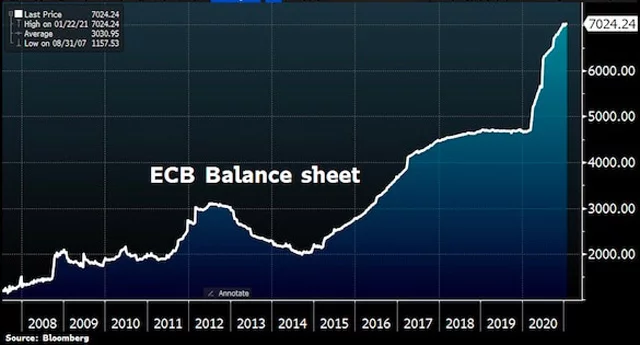 Last Price 7024.24
High on 01/22/21 7024.24
Average 3030.95
Low on 08/31/07 1157.53
7024.24
6000.00
5000.00
4000.00
3000.00
2000.00
ECB Balance sheet
Annotate
2008 2009 2010 2011 2012 2013 2014 2015 2016 2017 2018 2019 2020
Source: Bloomberg